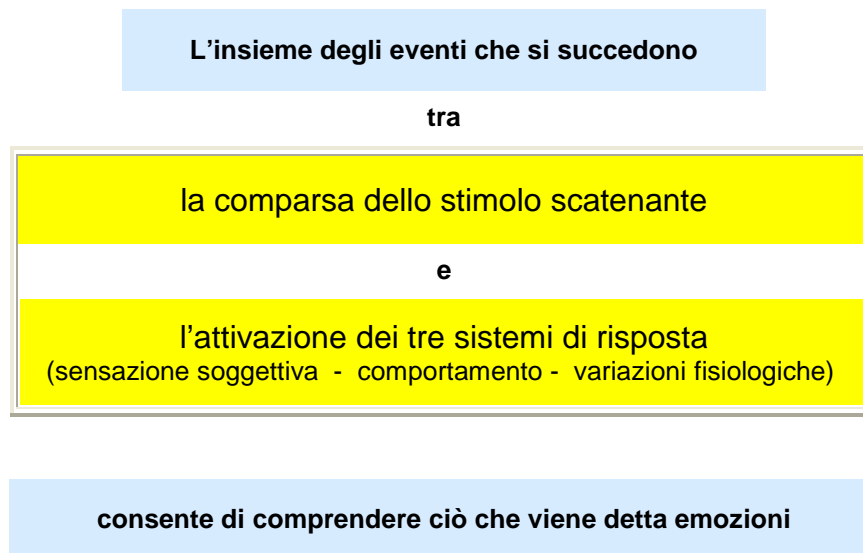 L’insieme degli eventi che si succedono
tra
la comparsa dello stimolo scatenante
e
l’attivazione dei tre sistemi di risposta
(sensazione soggettiva - comportamento - variazioni fisiologiche)
consente di comprendere ciò che viene detta emozioni